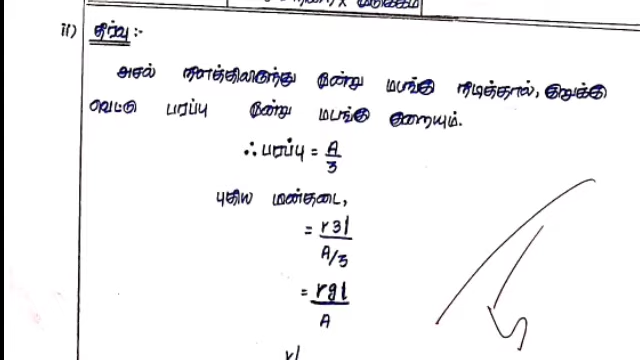 ii) தீர்வு :-
அசல் நீளத்திலிருந்து மூன்று மடங்கு நீடித்தால், குறுக்கு
வெட்டு பரப்பு மூன்று மடங்கு குறையும்.
∴ பரப்பு = A/3
புதிய மின்தடை,
= r3l / A/3
= r9l / A